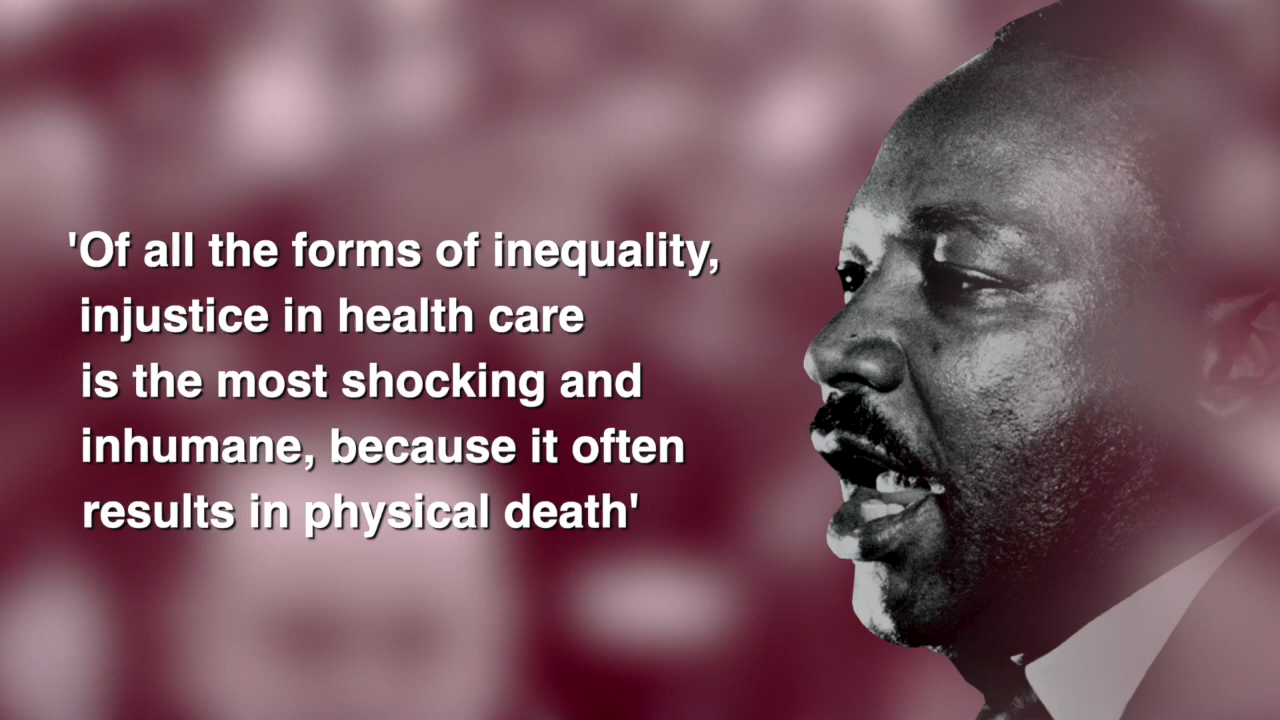 'Of all the forms of inequality,
injustice in health care
is the most shocking and
inhumane, because it often
results in physical death'